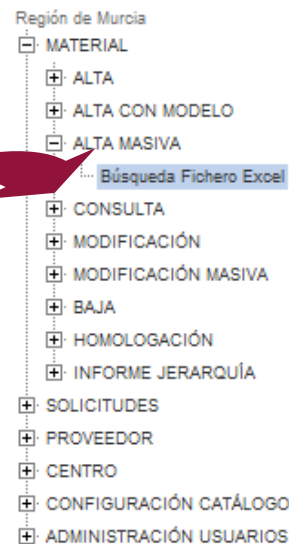 Región de Murcia
MATERIAL
ALTA
ALTA CON MODELO
ALTA MASIVA
Búsqueda Fichero Excel
CONSULTA
MODIFICACIÓN
MODIFICACIÓN MASIVA
BAJA
HOMOLOGACIÓN
INFORME JERARQUÍA
SOLICITUDES
PROVEEDOR
CENTRO
CONFIGURACIÓN CATÁLOGO
ADMINISTRACIÓN USUARIOS